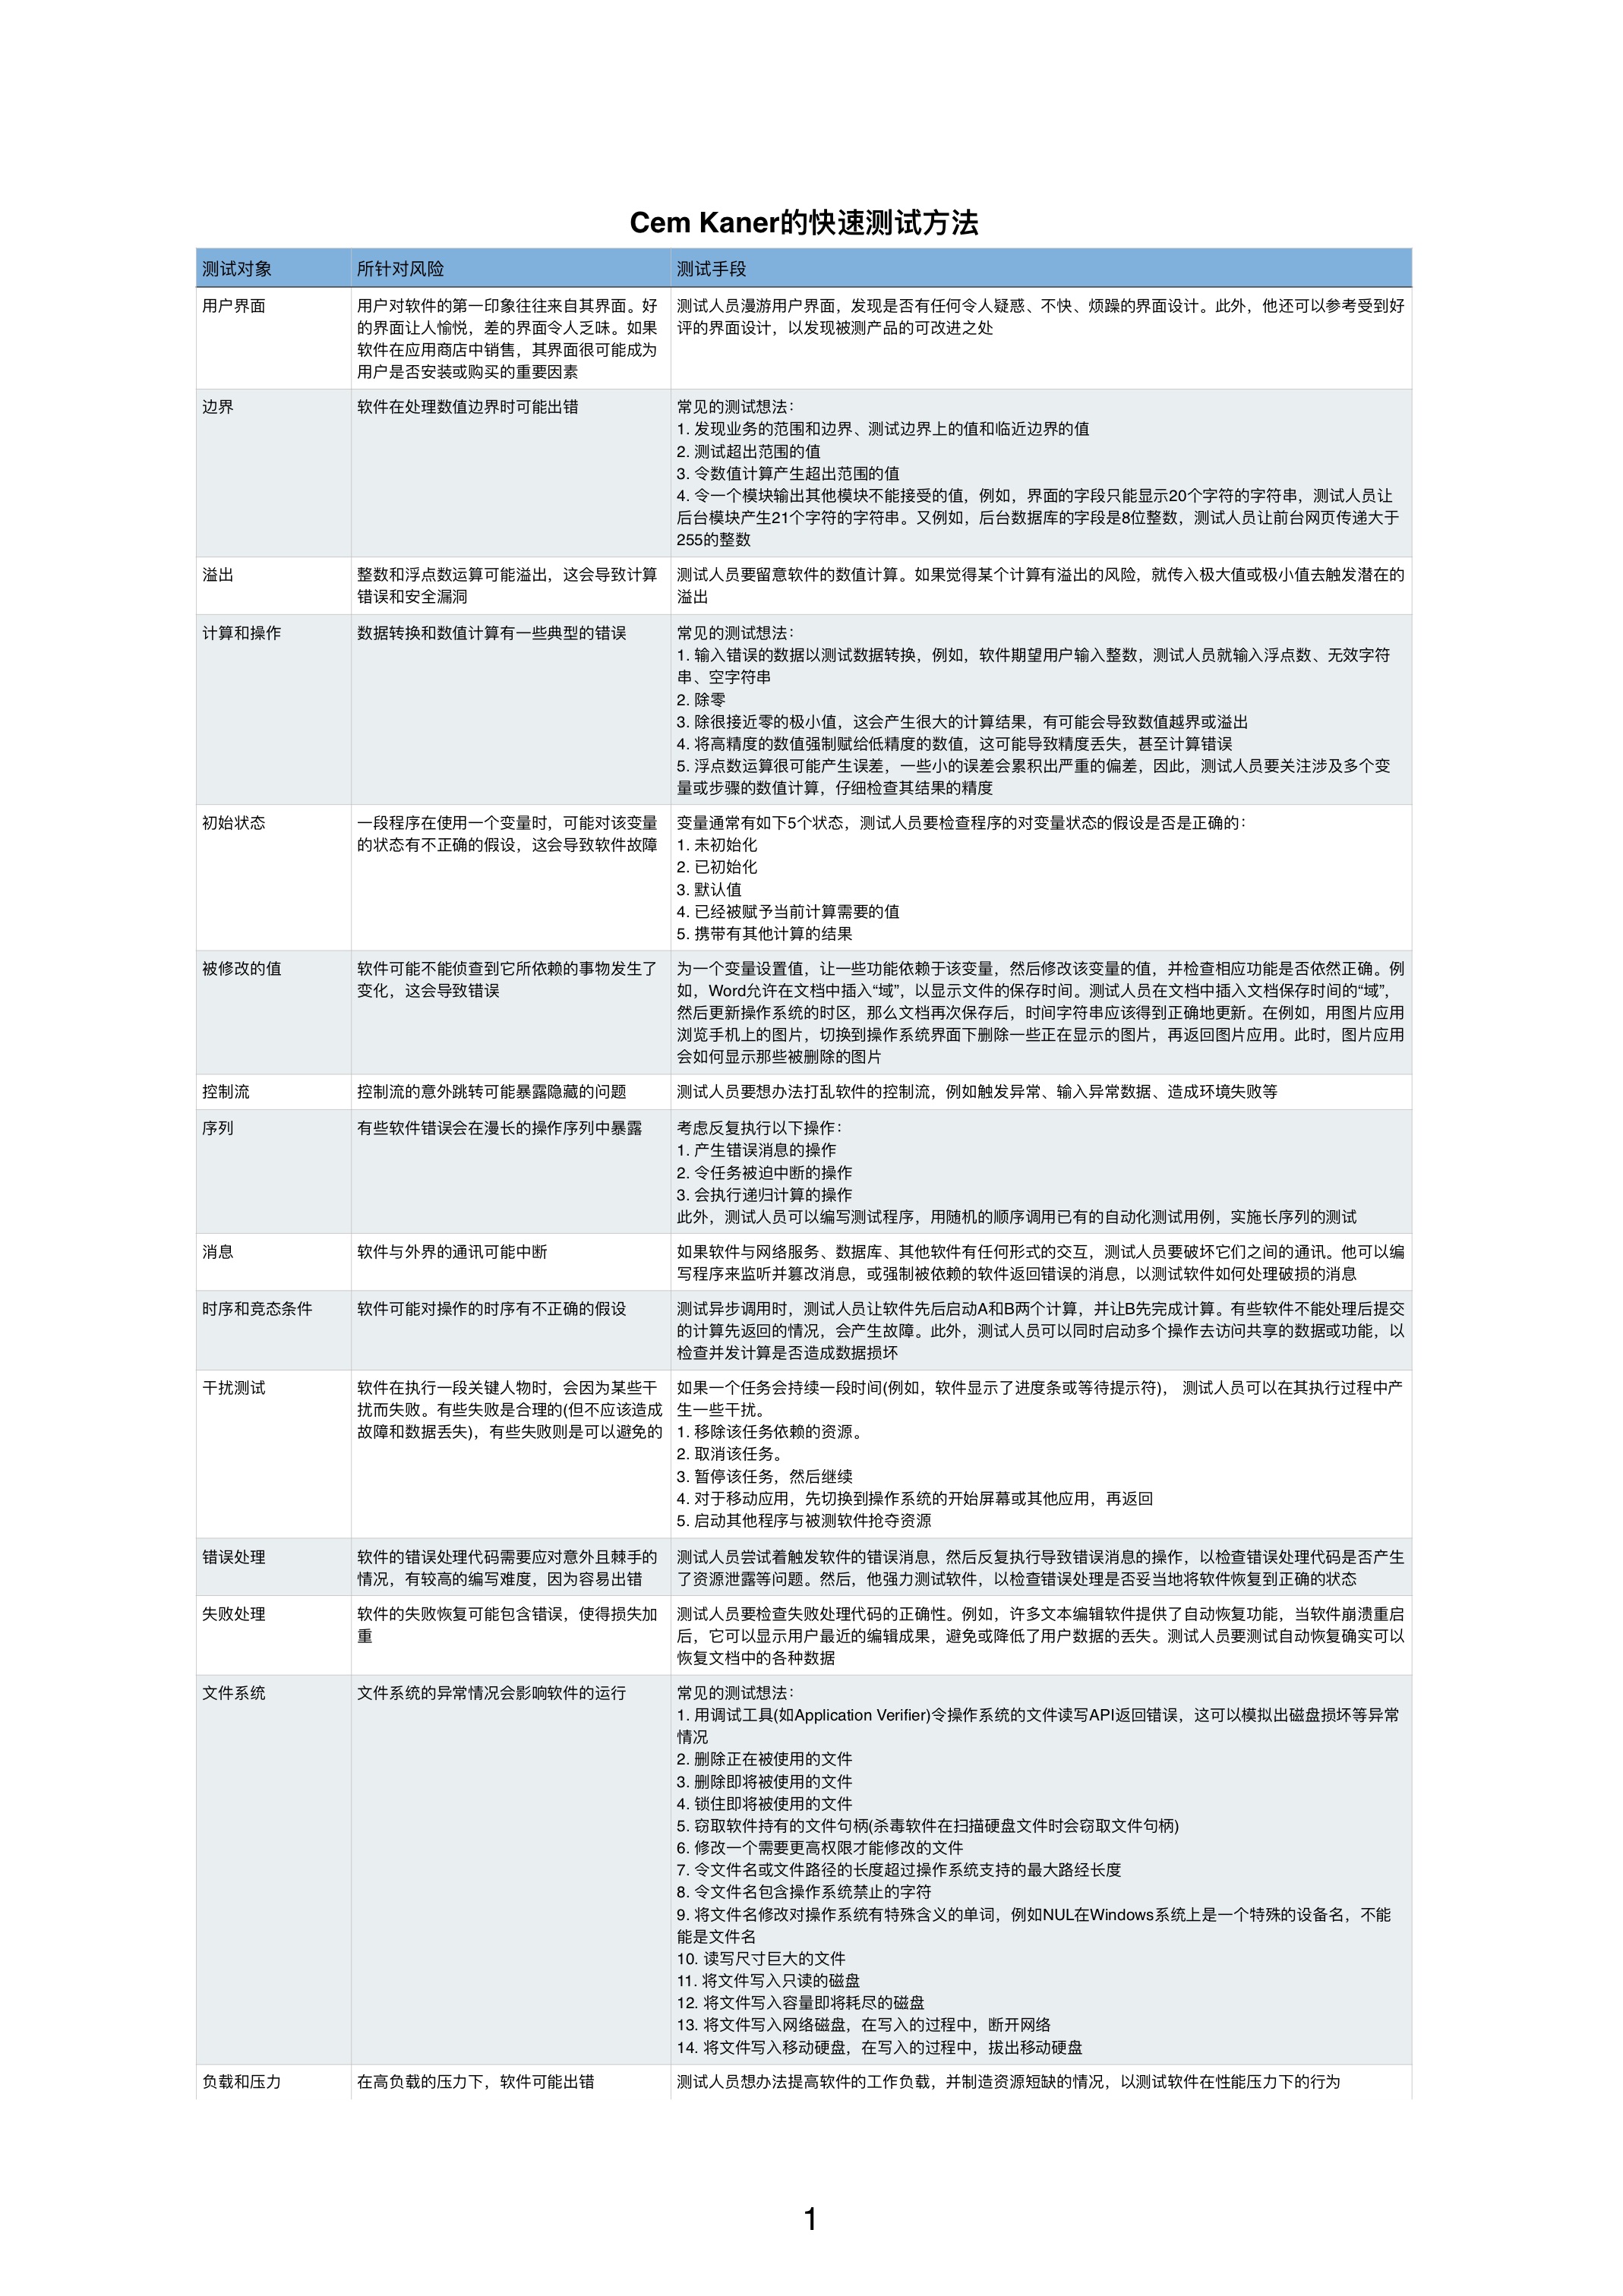 Cem Kaner的快速测试方法
测试对象 所针对风险 测试手段
用户界面
用户对软件的第一印象往往来自其界面。好
的界面让人愉悦，差的界面令人乏味。如果
软件在应用商店中销售，其界面很可能成为
用户是否安装或购买的重要因素
测试人员漫游用户界面，发现是否有任何令人疑惑、不快、烦躁的界面设计。此外，他还可以参考受到好
评的界面设计，以发现被测产品的可改进之处
边界
软件在处理数值边界时可能出错
常见的测试想法：
1. 发现业务的范围和边界、测试边界上的值和临近边界的值
2. 测试超出范围的值
3. 令数值计算产生超出范围的值
4. 令一个模块输出其他模块不能接受的值，例如，界面的字段只能显示20个字符的字符串，测试人员让
后台模块产生21个字符的字符串。又例如，后台数据库的字段是8位整数，测试人员让前台网页传递大于
255的整数
溢出
整数和浮点数运算可能溢出，这会导致计算
错误和安全漏洞
测试人员要留意软件的数值计算。如果觉得某个计算有溢出的风险，就传入极大值或极小值去触发潜在的
溢出
计算和操作
数据转换和数值计算有一些典型的错误
常见的测试想法：
1. 输入错误的数据以测试数据转换，例如，软件期望用户输入整数，测试人员就输入浮点数、无效字符
串、空字符串
2. 除零
3. 除很接近零的极小值，这会产生很大的计算结果，有可能会导致数值越界或溢出
4. 将高精度的数值强制赋给低精度的数值，这可能导致精度丢失，甚至计算错误
5. 浮点数运算很可能产生误差，一些小的误差会累积出严重的偏差，因此，测试人员要关注涉及多个变
量或步骤的数值计算，仔细检查其结果的精度
初始状态
一段程序在使用一个变量时，可能对该变量
的状态有不正确的假设，这会导致软件故障
变量通常有如下5个状态，测试人员要检查程序的对变量状态的假设是否是正确的：
1. 未初始化
2. 已初始化
3. 默认值
4. 已经被赋予当前计算需要的值
5. 携带有其他计算的结果
被修改的值
软件可能不能侦查到它所依赖的事物发生了
变化，这会导致错误
为一个变量设置值，让一些功能依赖于该变量，然后修改该变量的值，并检查相应功能是否依然正确。例
如，Word允许在文档中插入“域”，以显示文件的保存时间。测试人员在文档中插入文档保存时间的“域”，
然后更新操作系统的时区，那么文档再次保存后，时间字符串应该得到正确地更新。在例如，用图片应用
浏览手机上的图片，切换到操作系统界面下删除一些正在显示的图片，再返回图片应用。此时，图片应用
会如何显示那些被删除的图片
控制流
控制流的意外跳转可能暴露隐藏的问题
测试人员要想办法打乱软件的控制流，例如触发异常、输入异常数据、造成环境失败等
序列
有些软件错误会在漫长的操作序列中暴露
考虑反复执行以下操作：
1. 产生错误消息的操作
2. 令任务被迫中断的操作
3. 会执行递归计算的操作
此外，测试人员可以编写测试程序，用随机的顺序调用已有的自动化测试用例，实施长序列的测试
消息
软件与外界的通讯可能中断
如果软件与网络服务、数据库、其他软件有任何形式的交互，测试人员要破坏它们之间的通讯。他可以编
写程序来监听并篡改消息，或强制被依赖的软件返回错误的消息，以测试软件如何处理破损的消息
时序和竞态条件
软件可能对操作的时序有不正确的假设
测试异步调用时，测试人员让软件先后启动A和B两个计算，并让B先完成计算。有些软件不能处理后提交
的计算先返回的情况，会产生故障。此外，测试人员可以同时启动多个操作去访问共享的数据或功能，以
检查并发计算是否造成数据损坏
干扰测试
软件在执行一段关键人物时，会因为某些干
扰而失败。有些失败是合理的(但不应该造成
故障和数据丢失)，有些失败则是可以避免的
如果一个任务会持续一段时间(例如，软件显示了进度条或等待提示符)， 测试人员可以在其执行过程中产
生一些干扰。
1. 移除该任务依赖的资源。
2. 取消该任务。
3. 暂停该任务，然后继续
4. 对于移动应用，先切换到操作系统的开始屏幕或其他应用，再返回
5. 启动其他程序与被测软件抢夺资源
错误处理
软件的错误处理代码需要应对意外且棘手的
情况，有较高的编写难度，因为容易出错
测试人员尝试着触发软件的错误消息，然后反复执行导致错误消息的操作，以检查错误处理代码是否产生
了资源泄露等问题。然后，他强力测试软件，以检查错误处理是否妥当地将软件恢复到正确的状态
失败处理
软件的失败恢复可能包含错误，使得损失加
重
测试人员要检查失败处理代码的正确性。例如，许多文本编辑软件提供了自动恢复功能，当软件崩溃重启
后，它可以显示用户最近的编辑成果，避免或降低了用户数据的丢失。测试人员要测试自动恢复确实可以
恢复文档中的各种数据
文件系统
文件系统的异常情况会影响软件的运行
常见的测试想法：
1. 用调试工具(如Application Verifier)令操作系统的文件读写API返回错误，这可以模拟出磁盘损坏等异常
情况
2. 删除正在被使用的文件
3. 删除即将被使用的文件
4. 锁住即将被使用的文件
5. 窃取软件持有的文件句柄(杀毒软件在扫描硬盘文件时会窃取文件句柄)
6. 修改一个需要更高权限才能修改的文件
7. 令文件名或文件路径的长度超过操作系统支持的最大路经长度
8. 令文件名包含操作系统禁止的字符
9. 将文件名修改对操作系统有特殊含义的单词，例如NUL在Windows系统上是一个特殊的设备名，不能
能是文件名
10. 读写尺寸巨大的文件
11. 将文件写入只读的磁盘
12. 将文件写入容量即将耗尽的磁盘
13. 将文件写入网络磁盘，在写入的过程中，断开网络
14. 将文件写入移动硬盘，在写入的过程中，拔出移动硬盘
负载和压力
在高负载的压力下，软件可能出错
测试人员想办法提高软件的工作负载，并制造资源短缺的情况，以测试软件在性能压力下的行为
1